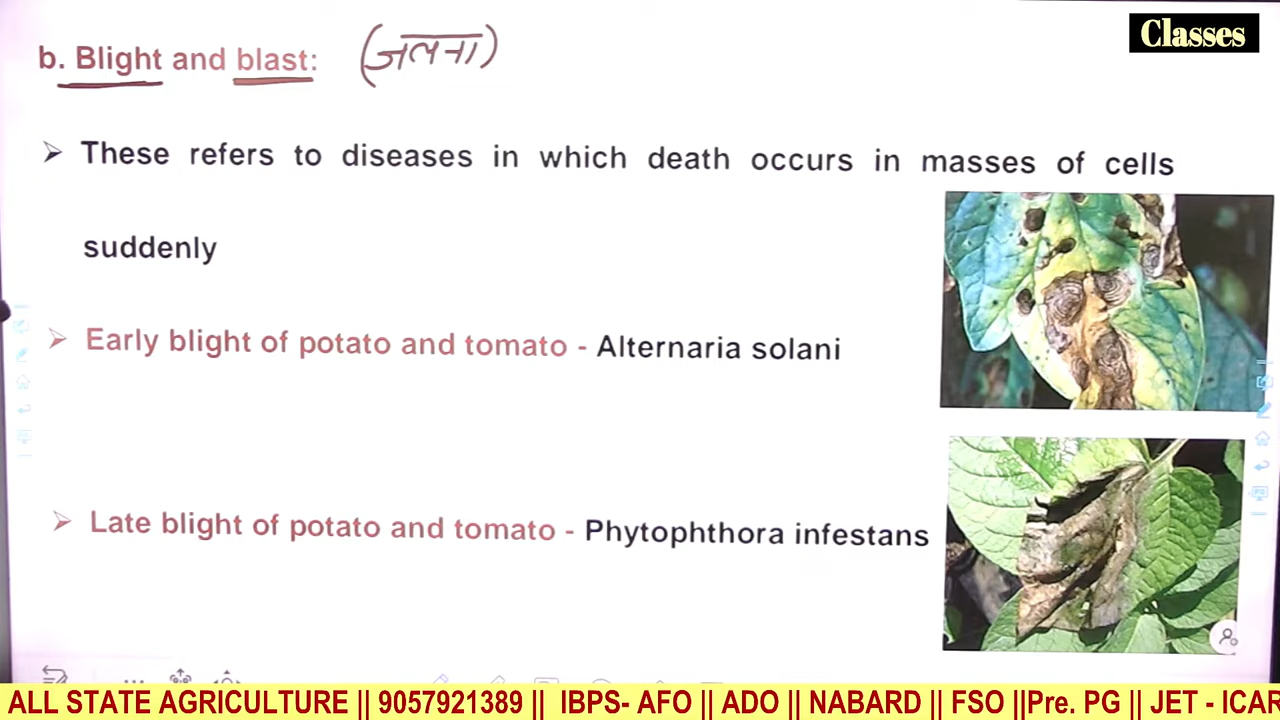 Classes
b. Blight and blast: (जलना)
➢ These refers to diseases in which death occurs in masses of cells
suddenly
➢ Early blight of potato and tomato - Alternaria solani
➢ Late blight of potato and tomato - Phytophthora infestans
ALL STATE AGRICULTURE || 9057921389 || IBPS- AFO || ADO || NABARD || FSO ||Pre. PG || JET - ICAR